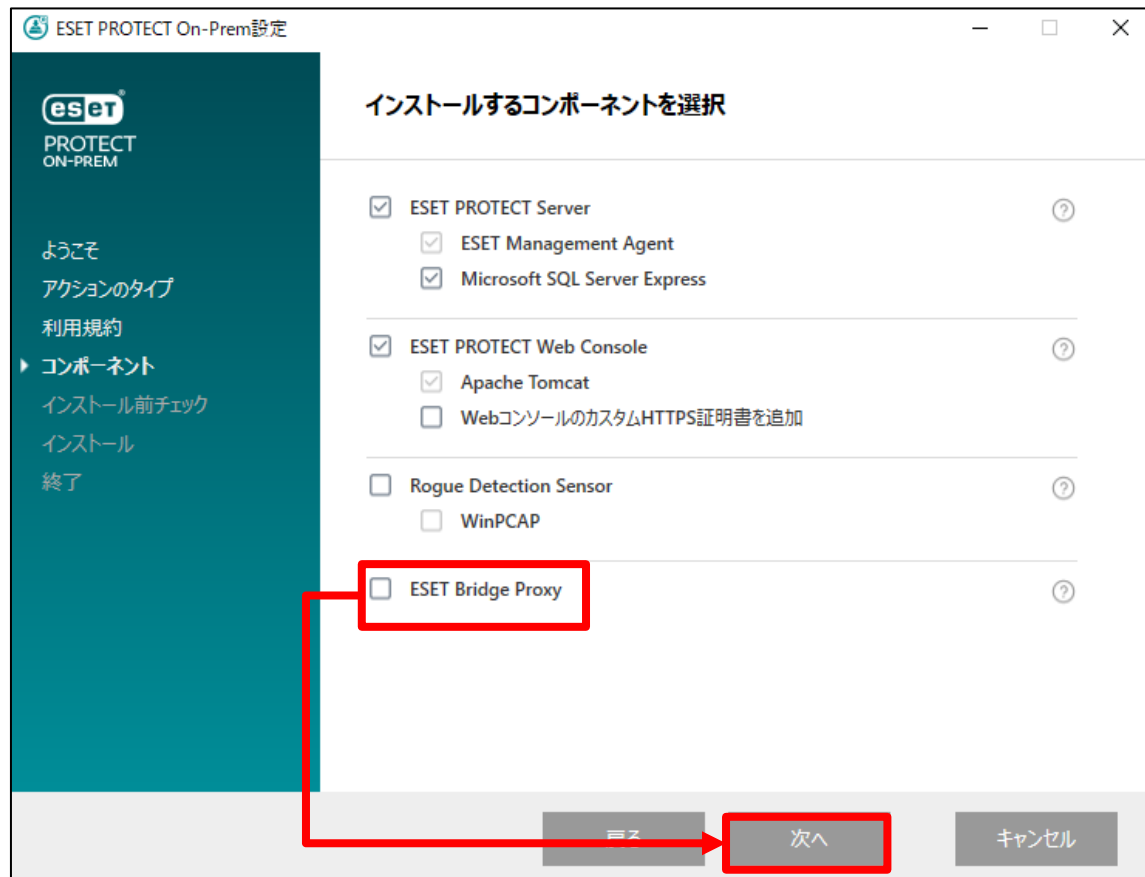 ESET PROTECT On-Prem設定
eset
PROTECT
ON-PREM
ようこそ
アクションのタイプ
利用規約
コンポーネント
インストール前チェック
インストール
終了
インストールするコンポーネントを選択
ESET PROTECT Server
ESET Management Agent
Microsoft SQL Server Express
ESET PROTECT Web Console
Apache Tomcat
WebコンソールのカスタムHTTPS証明書を追加
Rogue Detection Sensor
WinPCAP
ESET Bridge Proxy
戻る
次へ
キャンセル